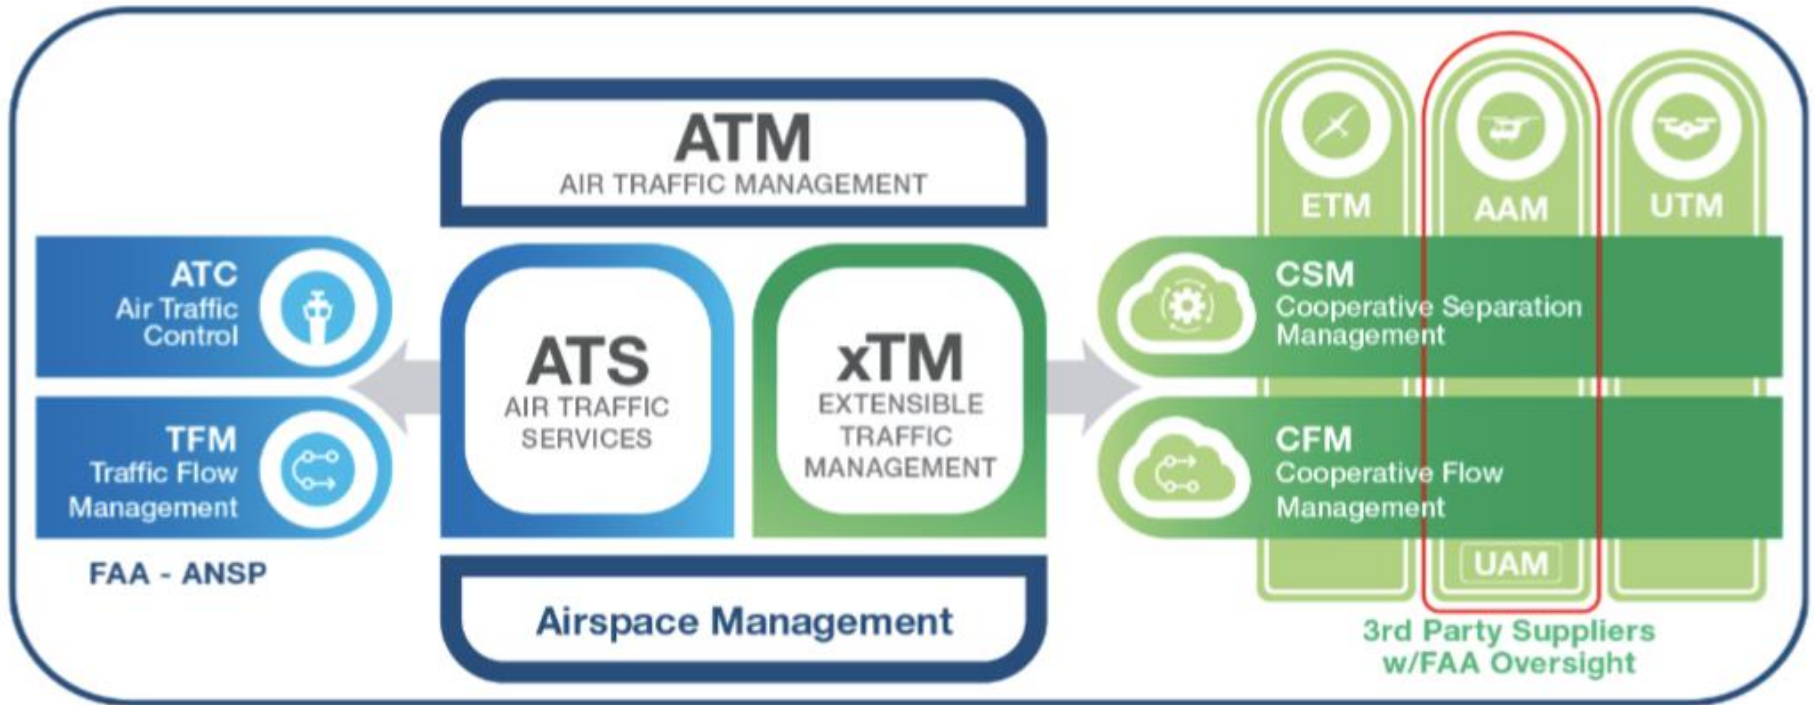 ATM
AIR TRAFFIC MANAGEMENT
ATC
Air Traffic
Control
TFM
Traffic Flow
Management
FAA - ANSP
ATS
AIR TRAFFIC
SERVICES
xTM
EXTENSIBLE
TRAFFIC
MANAGEMENT
Airspace Management
ETM
AAM
UTM
CSM
Cooperative Separation
Management
CFM
Cooperative Flow
Management
UAM
3rd Party Suppliers
w/FAA Oversight